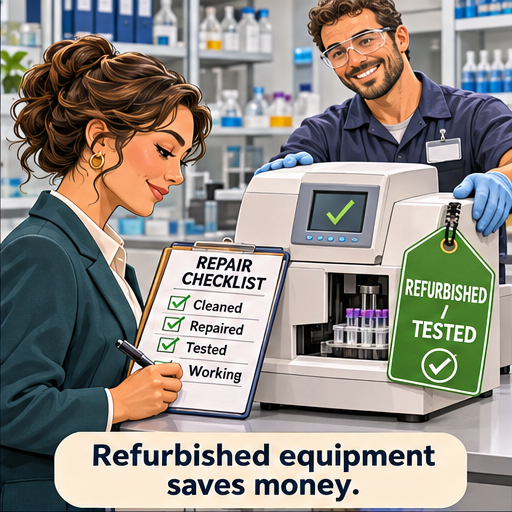 REPAIR
CHECKLIST
Cleaned
Repaired
Tested
Working
REFURBISHED
/
TESTED
Refurbished equipment
saves money.